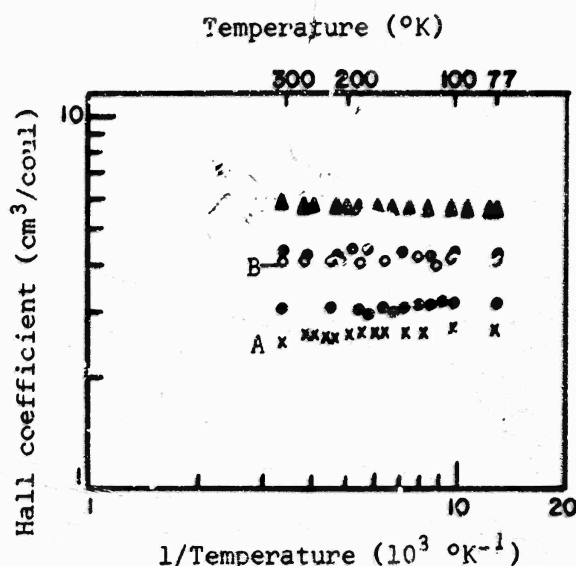 Temperature (°K)
300 200 100 77
10
Hall coefficient (cm³/coul)
B
A
1
1 10 20
1/Temperature (10³ °K⁻¹)